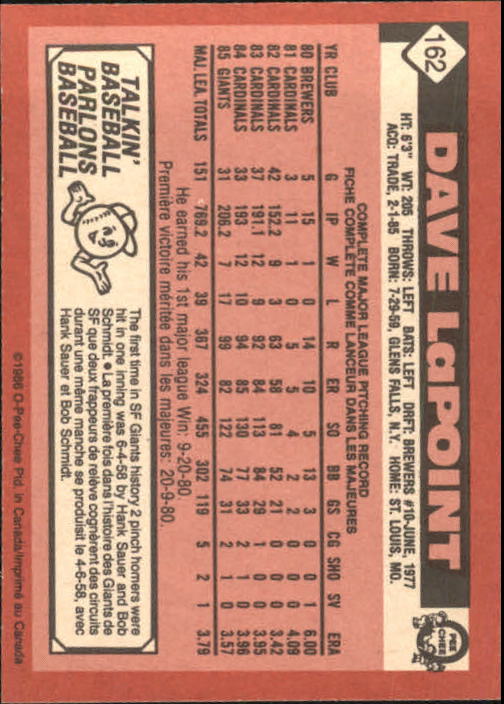 162
DAVE LaPOINT
HT: 6'3" WT: 205 THROWS: LEFT BATS: LEFT DRFT: BREWERS #10-JUNE, 1977
ACQ: TRADE, 2-1-85 BORN: 7-29-59, GLENS FALLS, N.Y. HOME: ST. LOUIS, MO.
O PEE CHEE
COMPLETE MAJOR LEAGUE PITCHING RECORD
FICHE COMPLÈTE COMME LANCEUR DANS LES MAJEURES
YR CLUB G IP W L R ER SO BB GS CG SHO SV ERA
80 BREWERS 5 15 1 0 14 10 5 13 3 0 0 1 6.00
81 CARDINALS 3 11 1 0 5 5 4 2 2 0 0 0 4.09
82 CARDINALS 42 152.2 9 3 63 58 81 52 21 0 0 0 3.42
83 CARDINALS 37 191.1 12 9 92 84 113 84 29 1 0 0 3.95
84 CARDINALS 33 193 12 10 94 85 130 77 33 2 1 0 3.96
85 GIANTS 31 206.2 7 17 99 82 122 74 31 2 1 0 3.57
MAJ. LEA. TOTALS 151 769.2 42 39 367 324 455 302 119 5 2 1 3.79
He earned his 1st major league Win: 9-20-80.
Première victoire méritée dans les majeures: 20-9-80.
TALKIN'
BASEBALL
PARLONS
BASEBALL
The first time in SF Giants history 2 pinch homers were
hit in one inning was 6-4-58 by Hank Sauer and Bob
Schmidt. • La première fois dans l'histoire des Giants de
SF que deux frappeurs de relève cognèrent des circuits
durant une même manche se produisit le 4-6-58, avec
Hank Sauer et Bob Schmidt.
©1986 O-Pee-Chee Ptd. in Canada/Imprimé au Canada